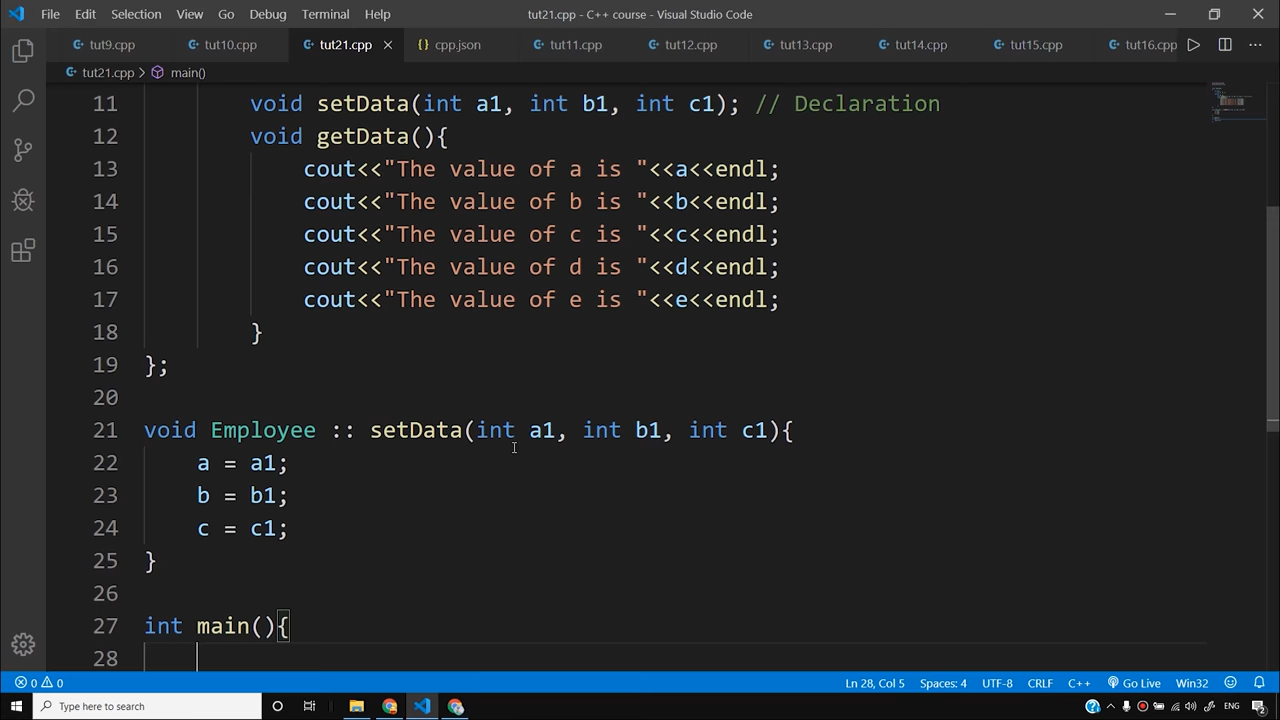 File Edit Selection View Go Debug Terminal Help tut21.cpp - C++ course - Visual Studio Code
tut9.cpp tut10.cpp tut21.cpp cpp.json tut11.cpp tut12.cpp tut13.cpp tut14.cpp tut15.cpp tut16.cpp
tut21.cpp > main()
11 void setData(int a1, int b1, int c1); // Declaration
12 void getData(){
13 cout<<"The value of a is "<<a<<endl;
14 cout<<"The value of b is "<<b<<endl;
15 cout<<"The value of c is "<<c<<endl;
16 cout<<"The value of d is "<<d<<endl;
17 cout<<"The value of e is "<<e<<endl;
18 }
19 };
20
21 void Employee :: setData(int a1, int b1, int c1){
22 a = a1;
23 b = b1;
24 c = c1;
25 }
26
27 int main(){
28
0 0 Ln 28, Col 5 Spaces: 4 UTF-8 CRLF C++ Go Live Win32
Type here to search ENG 2